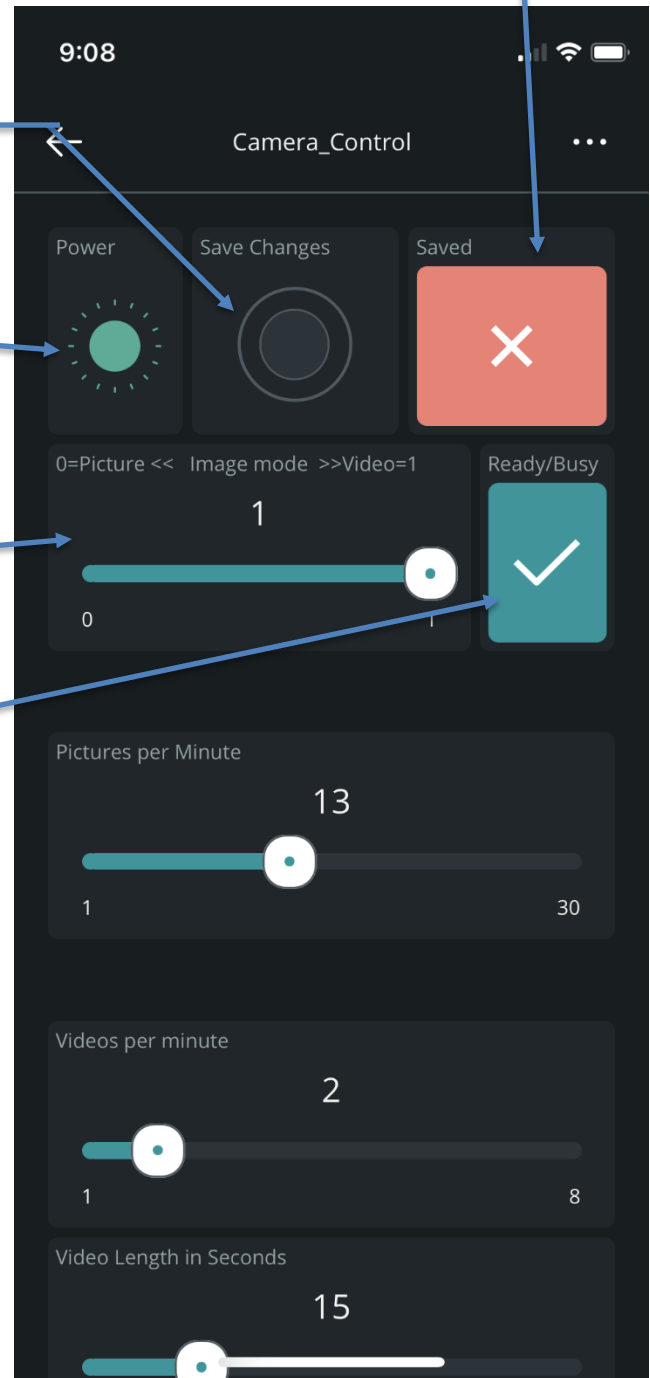 9:08
Camera_Control
Power
Save Changes
Saved
0=Picture << Image mode >>Video=1
Ready/Busy
1
0
1
Pictures per Minute
13
1
30
Videos per minute
2
1
8
Video Length in Seconds
15